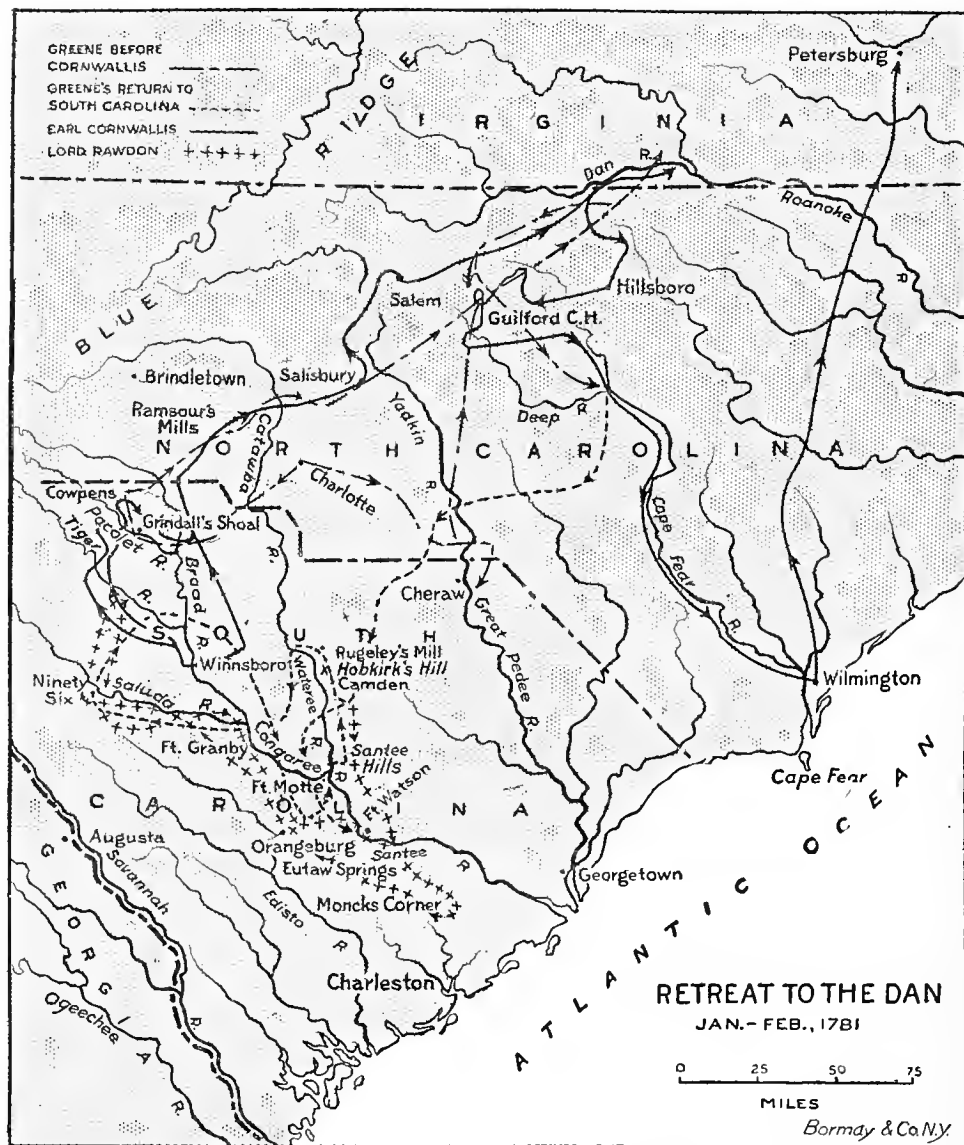 GREENE BEFORE
CORNWALLIS
GREENE'S RETURN TO
SOUTH CAROLINA
EARL CORNWALLIS
LORD RAWDON
Petersburg
BLUE RIDGE
VIRGINIA
Dan R.
Roanoke R.
Salem
Hillsboro
Guilford C.H.
Brindletown
Salisbury
Ramsour's
Mills
Catawba R.
Yadkin R.
Deep R.
NORTH CAROLINA
Charlotte
Cowpens
Grindall's Shoal
Pacolet R.
Tiger R.
Broad R.
Cape Fear R.
Cheraw
Great Pedee R.
SOUTH
CAROLINA
Winnsboro
Wateree R.
Rugeley's Mill
Hobkirk's Hill
Camden
Wilmington
Ninety
Six
Saluda R.
Ft. Granby
Congaree R.
Santee
Hills
Cape Fear
Ft. Motte
Ft Watson
Augusta
Savannah R.
Orangeburg
Eutaw Springs
Santee R.
Georgetown
Moncks Corner
Edisto R.
GEORGIA
Charleston
Ogeechee R.
ATLANTIC OCEAN
RETREAT TO THE DAN
JAN.-FEB., 1781
0 25 50 75
MILES
Bormay & Co. N.Y.